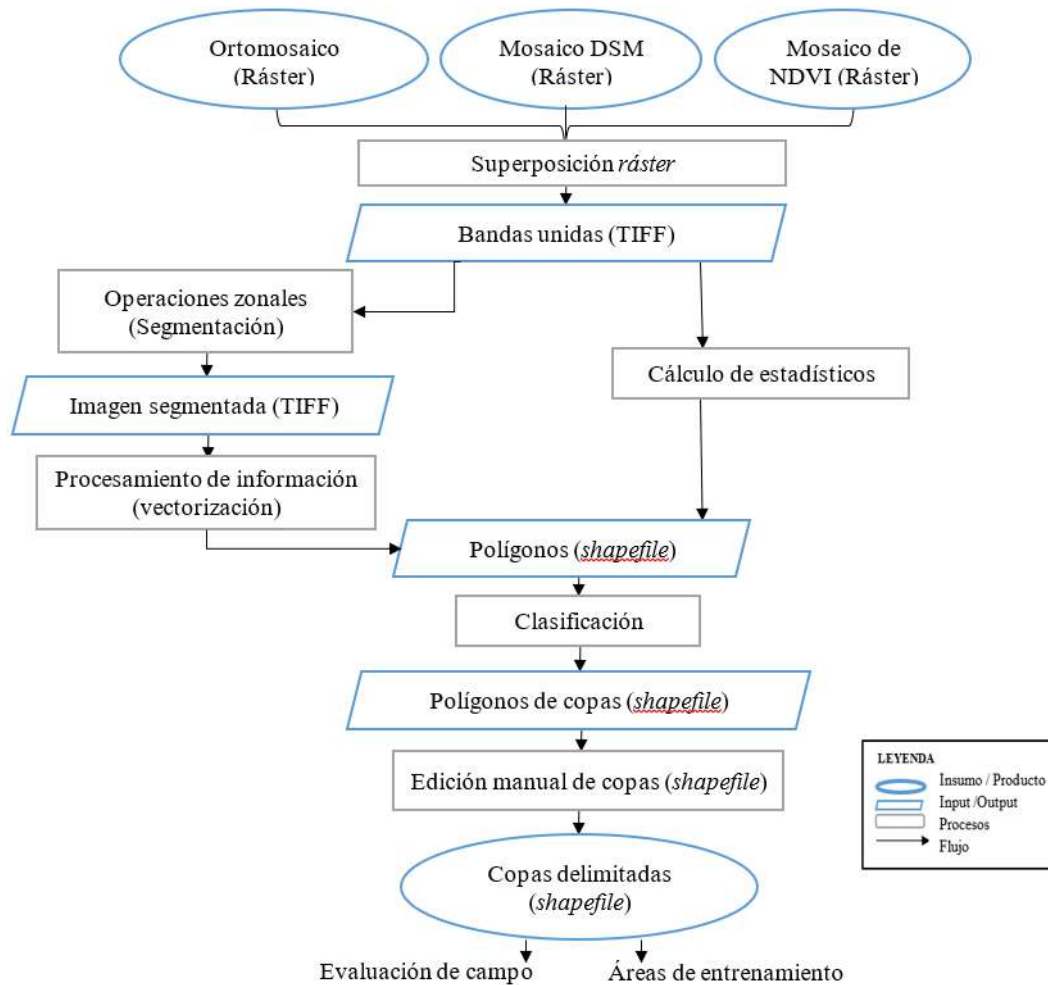 Ortomosaico
(Ráster)
Mosaico DSM
(Ráster)
Mosaico de
NDVI (Ráster)
Superposición ráster
Bandas unidas (TIFF)
Operaciones zonales
(Segmentación)
Cálculo de estadísticos
Imagen segmentada (TIFF)
Procesamiento de información
(vectorización)
Polígonos (shapefile)
Clasificación
Polígonos de copas (shapefile)
Edición manual de copas (shapefile)
Copas delimitadas
(shapefile)
Evaluación de campo
Áreas de entrenamiento
LEYENDA
Insumo / Producto
Input /Output
Procesos
Flujo